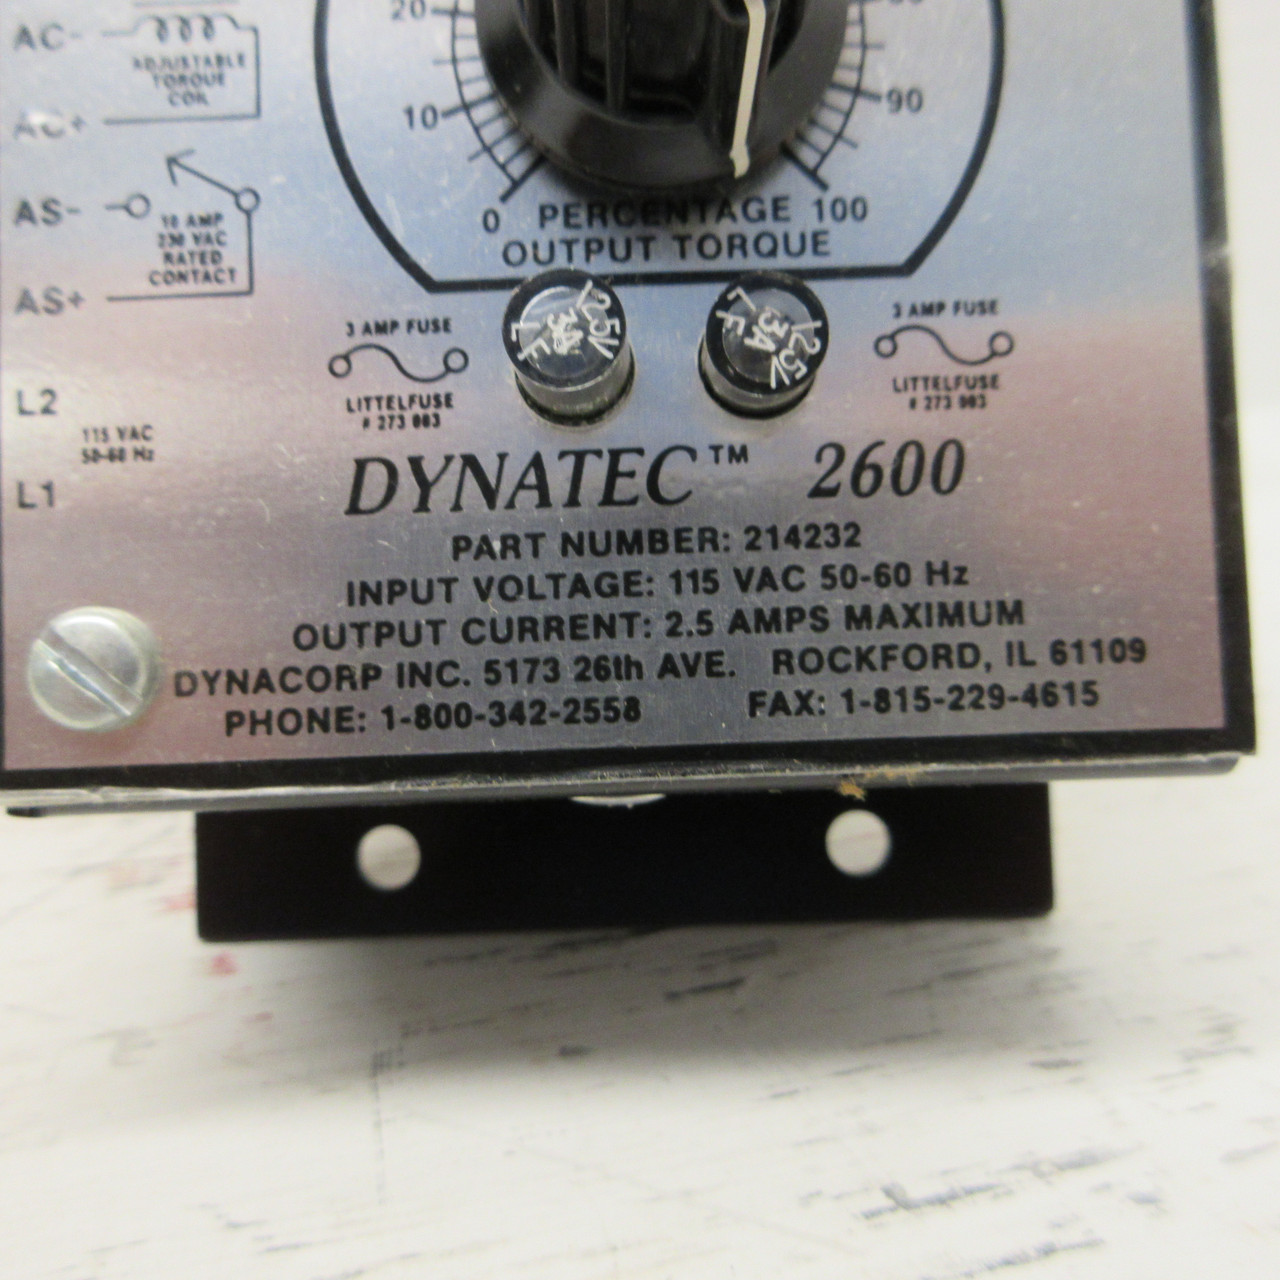 AC-
ADJUSTABLE
TORQUE
COIL
AC+
20
10
90
AS-
10 AMP
230 VAC
RATED
CONTACT
AS+
0 PERCENTAGE 100
OUTPUT TORQUE
3 AMP FUSE
LITTELFUSE
# 273 003
LF
3A
125V
LF
3A
125V
3 AMP FUSE
LITTELFUSE
# 273 003
L2
115 VAC
50-60 Hz
L1
DYNATEC™ 2600
PART NUMBER: 214232
INPUT VOLTAGE: 115 VAC 50-60 Hz
OUTPUT CURRENT: 2.5 AMPS MAXIMUM
DYNACORP INC. 5173 26th AVE. ROCKFORD, IL 61109
PHONE: 1-800-342-2558 FAX: 1-815-229-4615